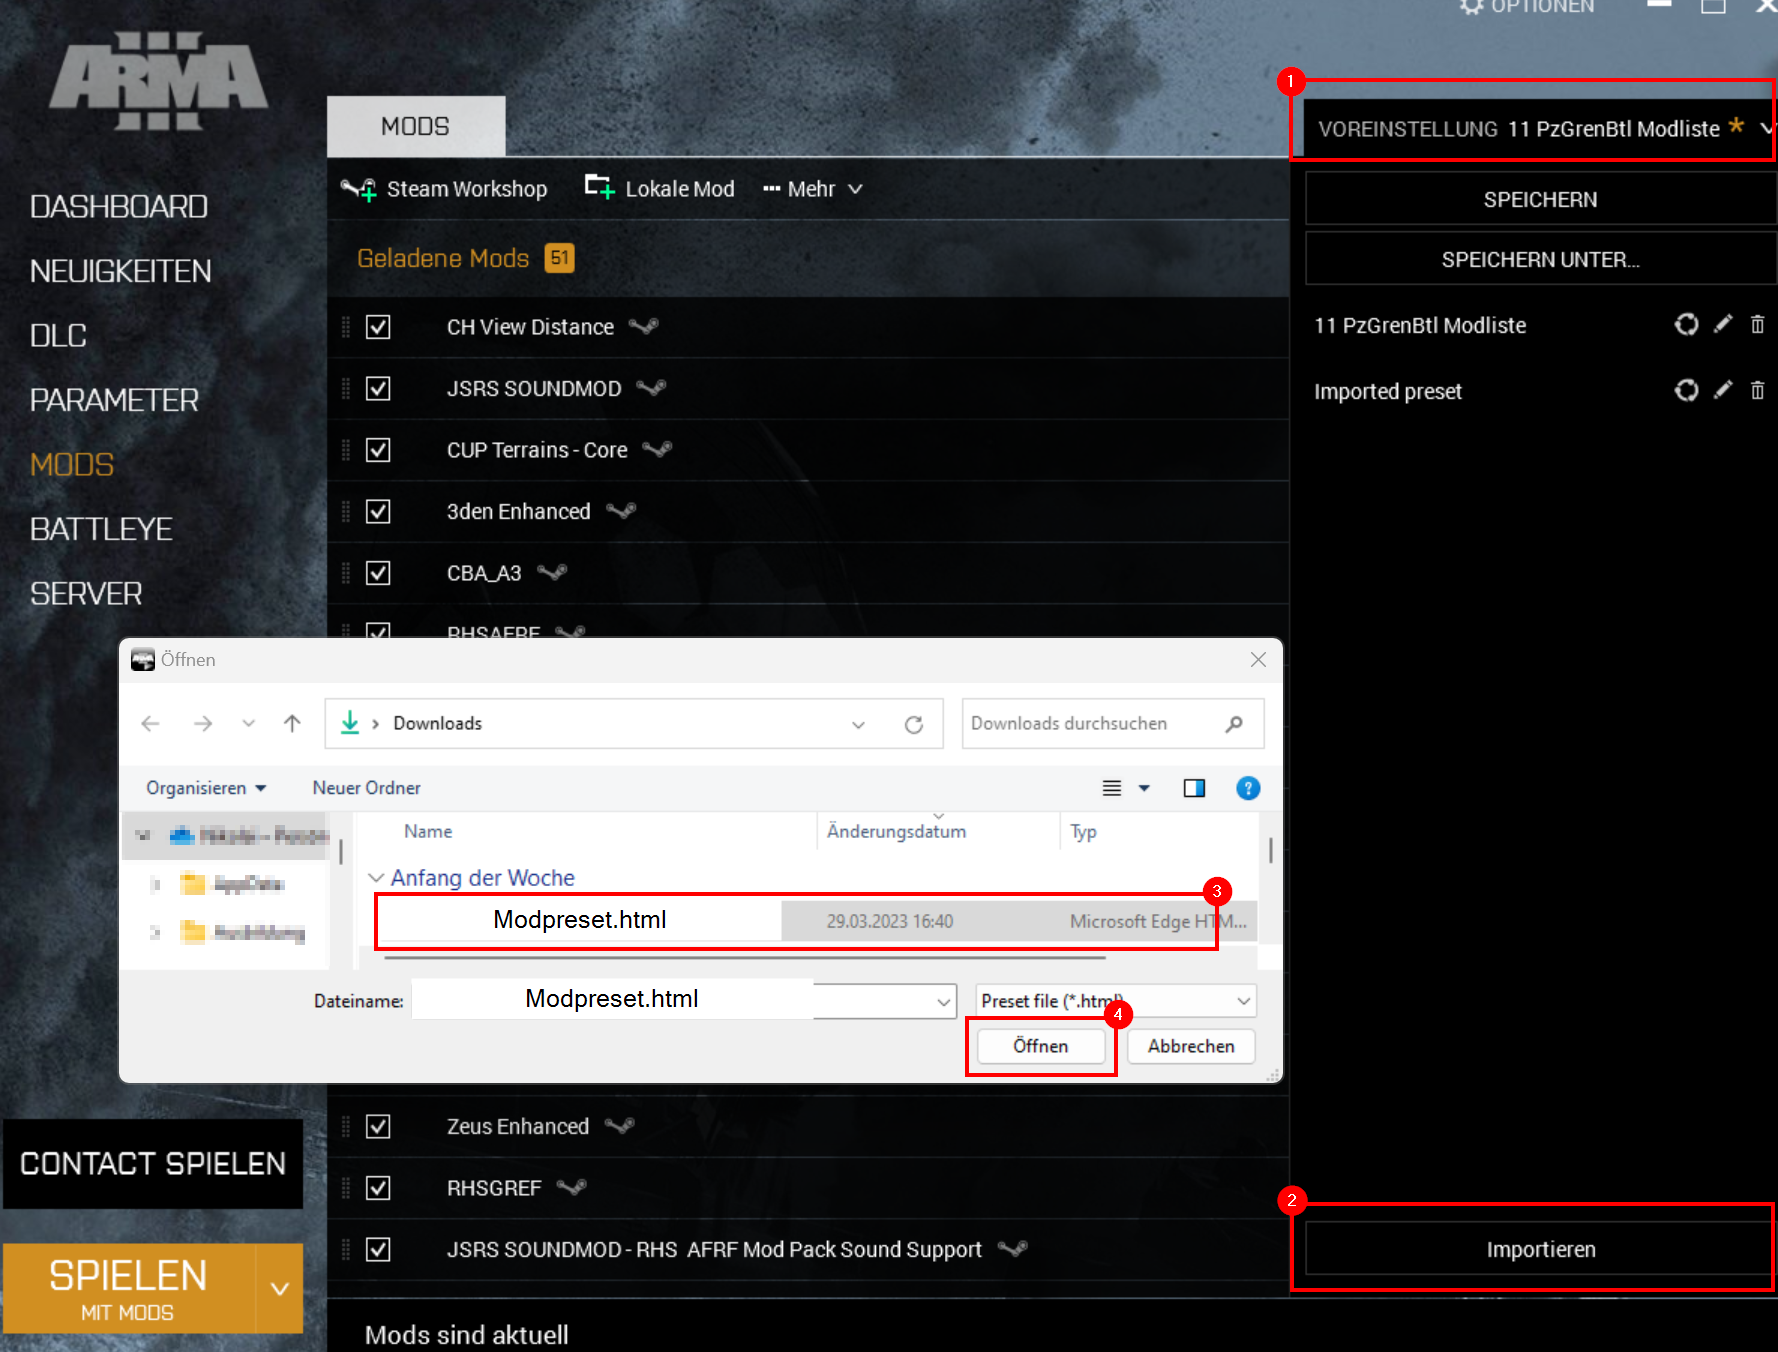 OPTIONEN
ARMA III
MODS
1
VOREINSTELLUNG 11 PzGrenBtl Modliste *
Steam Workshop
Lokale Mod
Mehr
SPEICHERN
SPEICHERN UNTER...
DASHBOARD
NEUIGKEITEN
DLC
PARAMETER
MODS
BATTLEYE
SERVER
Geladene Mods 51
CH View Distance
JSRS SOUNDMOD
CUP Terrains - Core
3den Enhanced
CBA_A3
RHSAFRF
11 PzGrenBtl Modliste
Imported preset
Öffnen
Downloads
Downloads durchsuchen
Organisieren
Neuer Ordner
?
Name
Änderungsdatum
Typ
AppData
Anfang der Woche
3
Modpreset.html
29.03.2023 16:40
Microsoft Edge HTM...
Dateiname:
Modpreset.html
Preset file (*.html)
4
Öffnen
Abbrechen
Zeus Enhanced
RHSGREF
JSRS SOUNDMOD - RHS AFRF Mod Pack Sound Support
CONTACT SPIELEN
SPIELEN
MIT MODS
2
Importieren
Mods sind aktuell